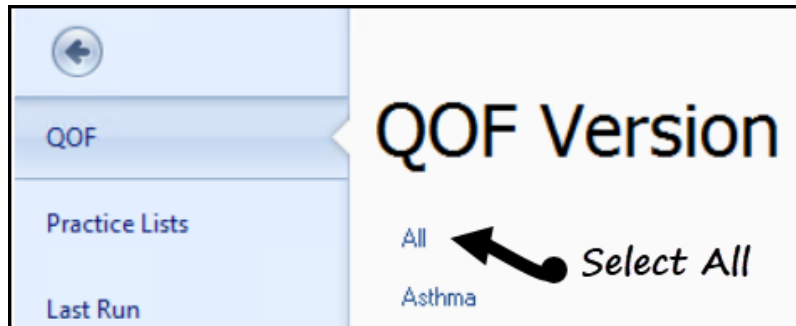 QOF
Practice Lists
Last Run
QOF Version
All
Select All
Asthma